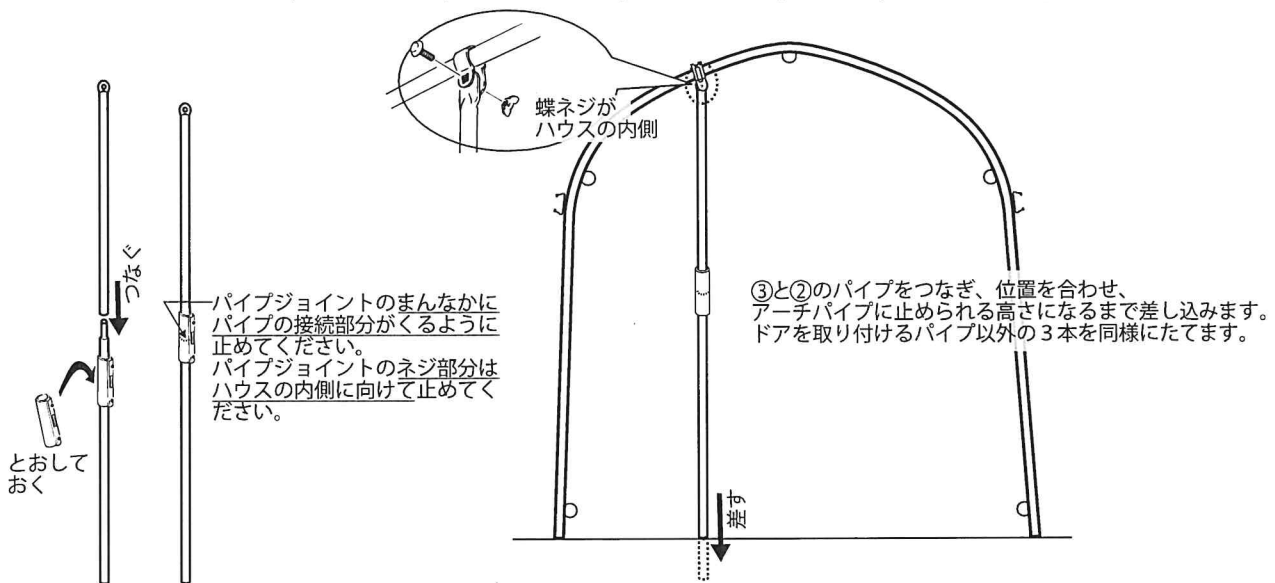 蝶ネジが
ハウスの内側
つなぐ
パイプジョイントのまんなかに
パイプの接続部分がくるように
止めてください。
パイプジョイントのネジ部分は
ハウスの内側に向けて止めてく
ださい。
とおして
おく
③と②のパイプをつなぎ、位置を合わせ、
アーチパイプに止められる高さになるまで差し込みます。
ドアを取り付けるパイプ以外の3本を同様にたてます。
差す